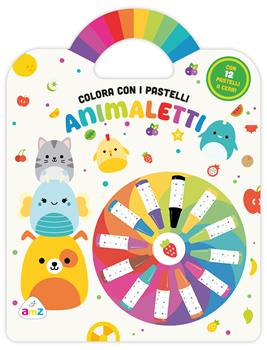 CON
12
PASTELLI
A CERA!
COLORA CON I PASTELLI
ANIMALETTI
amz